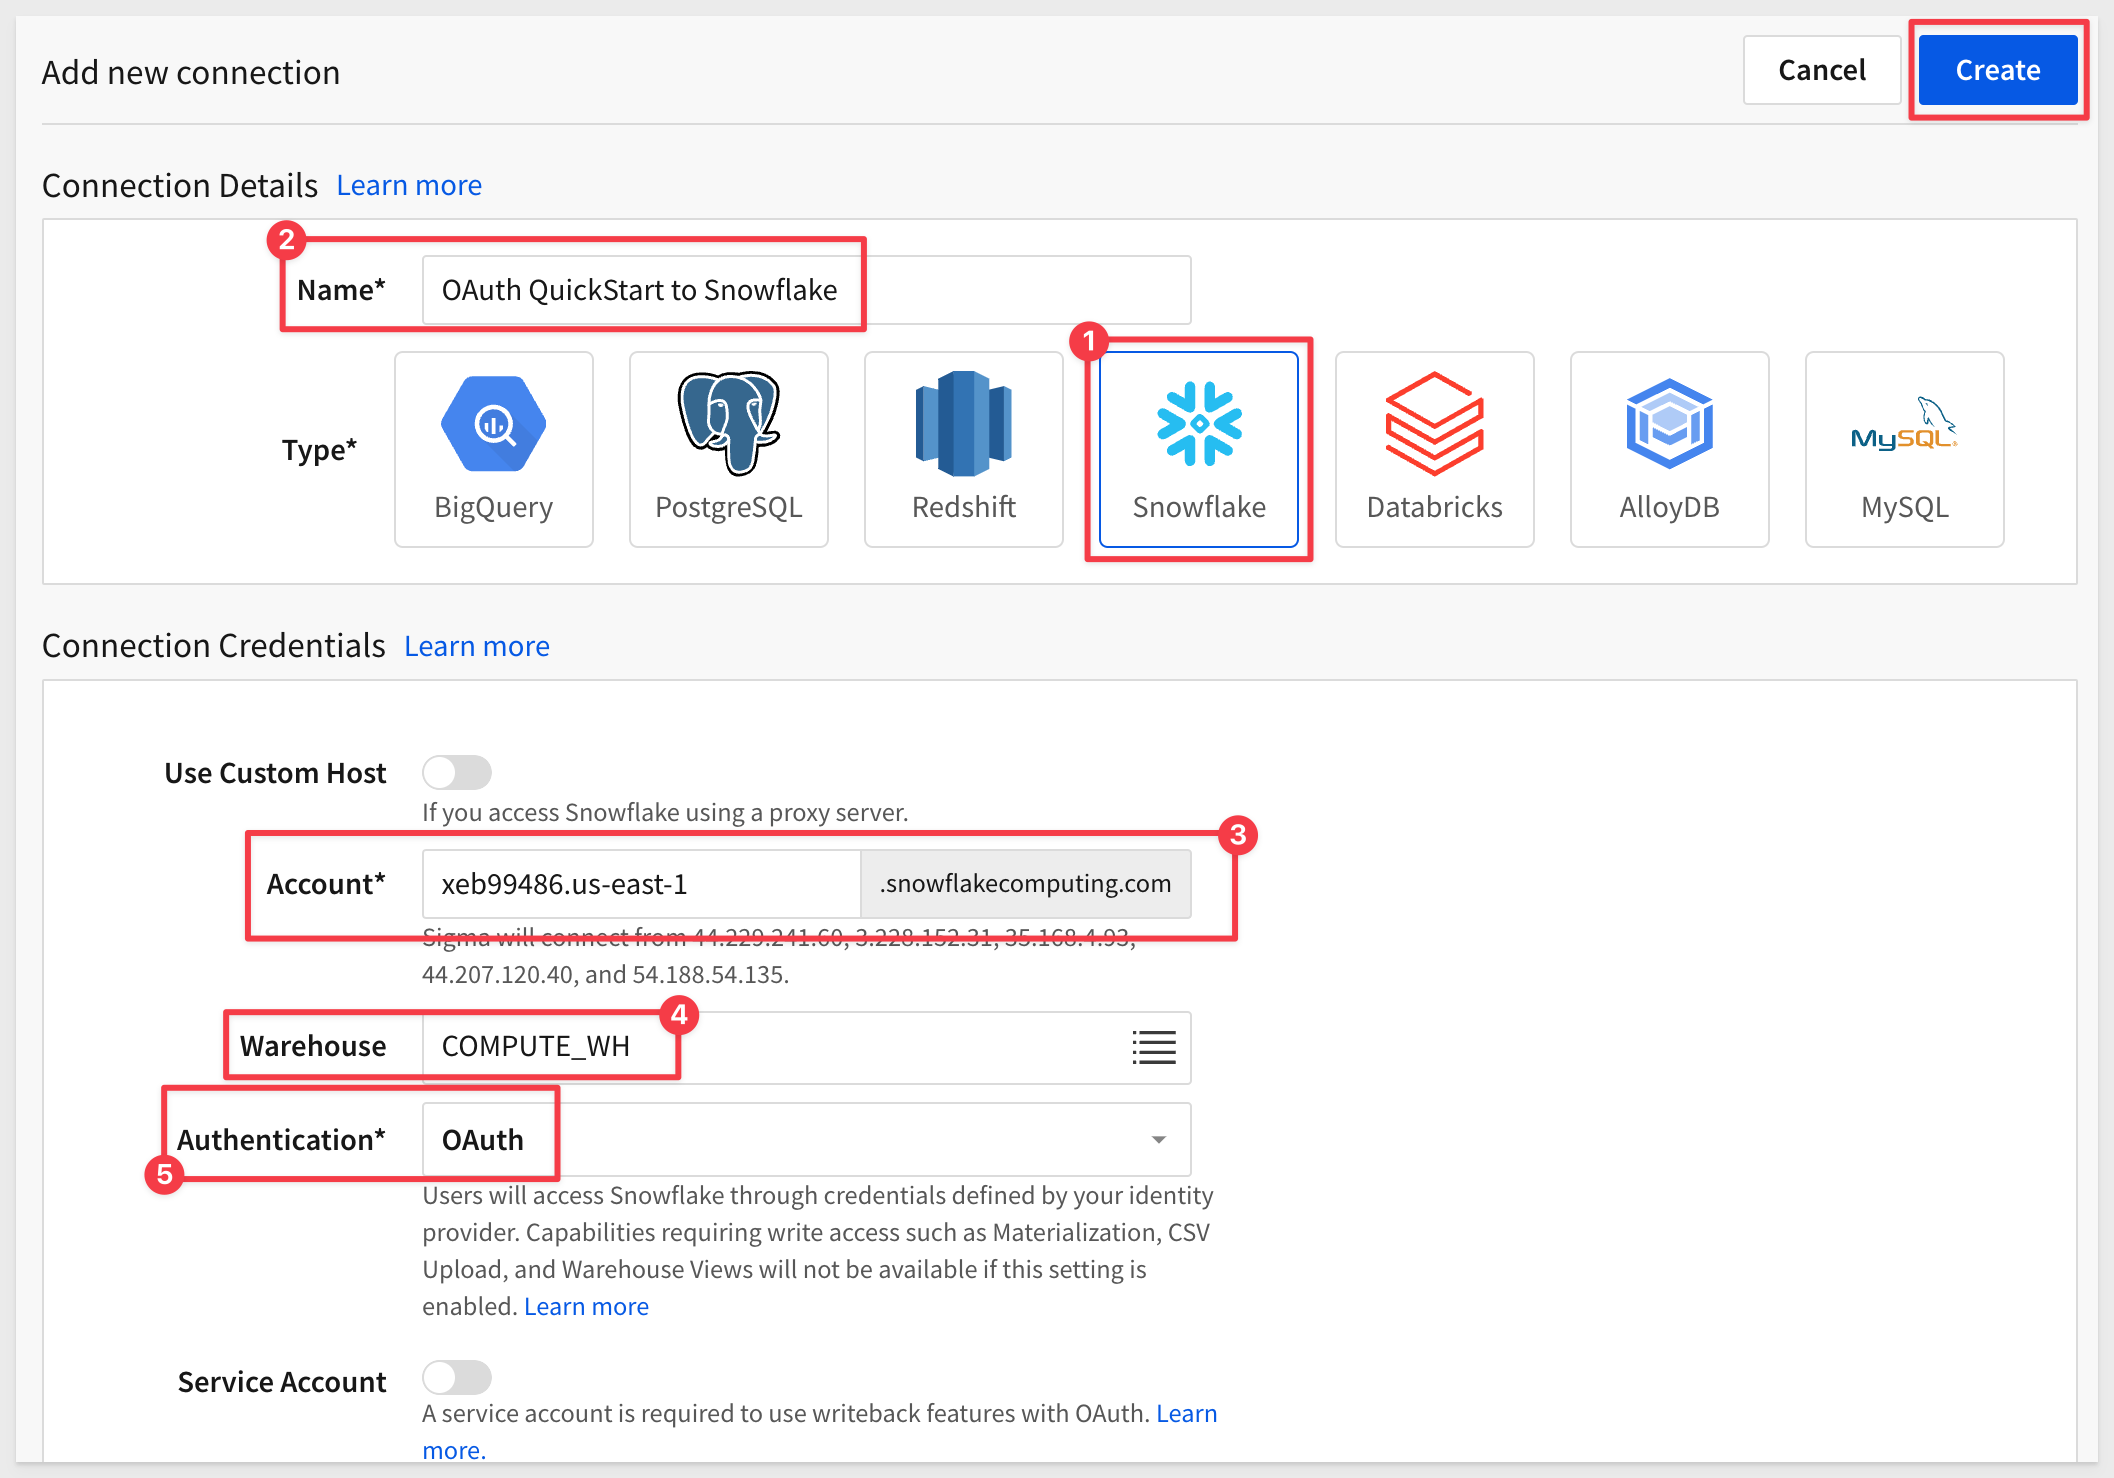 Add new connection
Cancel
Create
Connection Details Learn more
2
Name* OAuth QuickStart to Snowflake
1
Type*
MySQL
BigQuery
PostgreSQL
Redshift
Snowflake
Databricks
AlloyDB
MySQL
Connection Credentials Learn more
Use Custom Host
If you access Snowflake using a proxy server.
3
Account* xeb99486.us-east-1 .snowflakecomputing.com
Sigma will connect from 44.229.241.60, 3.228.152.31, 35.168.4.93,
44.207.120.40, and 54.188.54.135.
4
Warehouse COMPUTE_WH
Authentication* OAuth
5
Users will access Snowflake through credentials defined by your identity
provider. Capabilities requiring write access such as Materialization, CSV
Upload, and Warehouse Views will not be available if this setting is
enabled. Learn more
Service Account
A service account is required to use writeback features with OAuth. Learn
more.